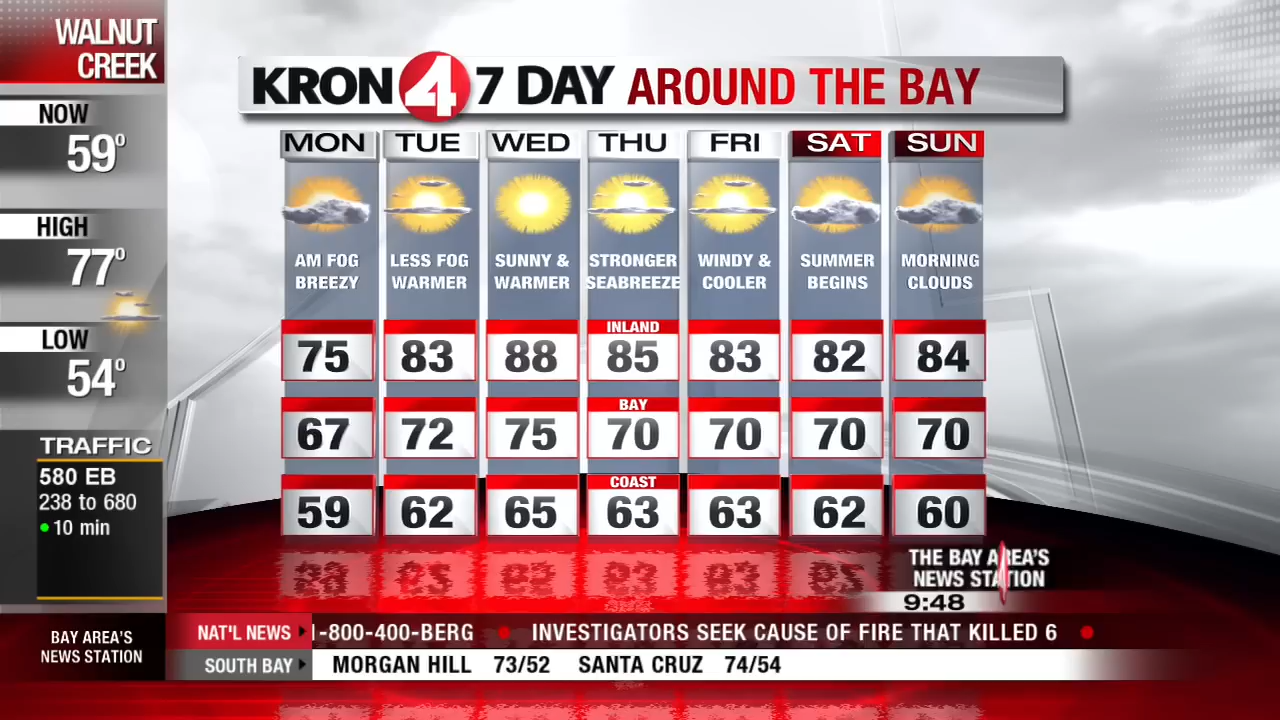 WALNUT
CREEK
NOW
59°
HIGH
77°
LOW
54°
TRAFFIC
580 EB
238 to 680
10 min
BAY AREA'S
NEWS STATION
KRON 4 7 DAY AROUND THE BAY
MON TUE WED THU FRI SAT SUN
AM FOG LESS FOG SUNNY & STRONGER WINDY & SUMMER MORNING
BREEZY WARMER WARMER SEABREEZE COOLER BEGINS CLOUDS
INLAND
75 83 88 85 83 82 84
BAY
67 72 75 70 70 70 70
COAST
59 62 65 63 63 62 60
THE BAY AREA'S
NEWS STATION
9:48
NAT'L NEWS 1-800-400-BERG INVESTIGATORS SEEK CAUSE OF FIRE THAT KILLED 6
SOUTH BAY MORGAN HILL 73/52 SANTA CRUZ 74/54